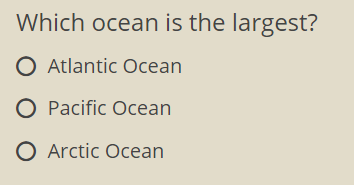 Which ocean is the largest?
Atlantic Ocean
Pacific Ocean
Arctic Ocean